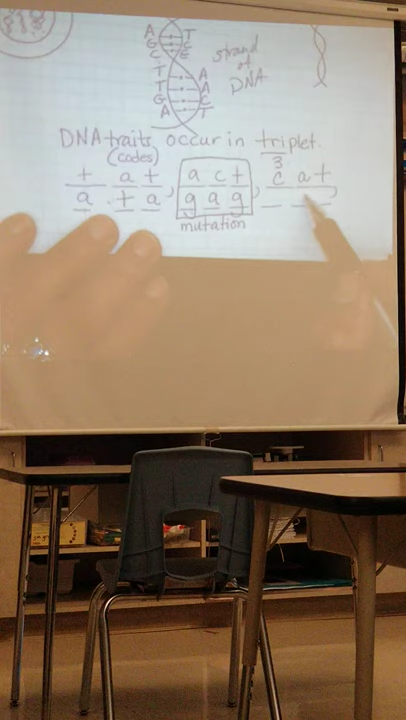 A T
G C
C G
strand
of
DNA
T A
T A
G C
A T
DNA traits occur in triplet.
(codes) 3
t a t, a c t, c a t
a t a g a g
mutation